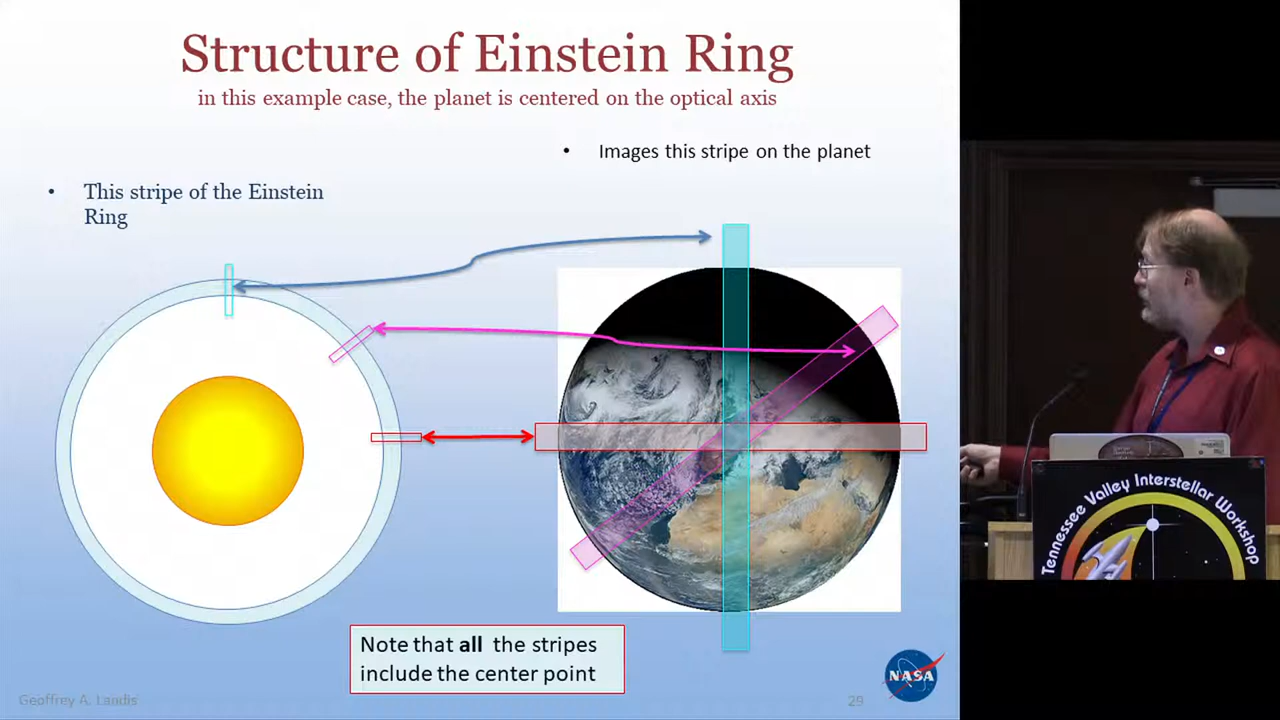 Structure of Einstein Ring
in this example case, the planet is centered on the optical axis
• Images this stripe on the planet
• This stripe of the Einstein
Ring
Note that all the stripes
include the center point
Geoffrey A. Landis
29
NASA
Tennessee Valley Interstellar Workshop